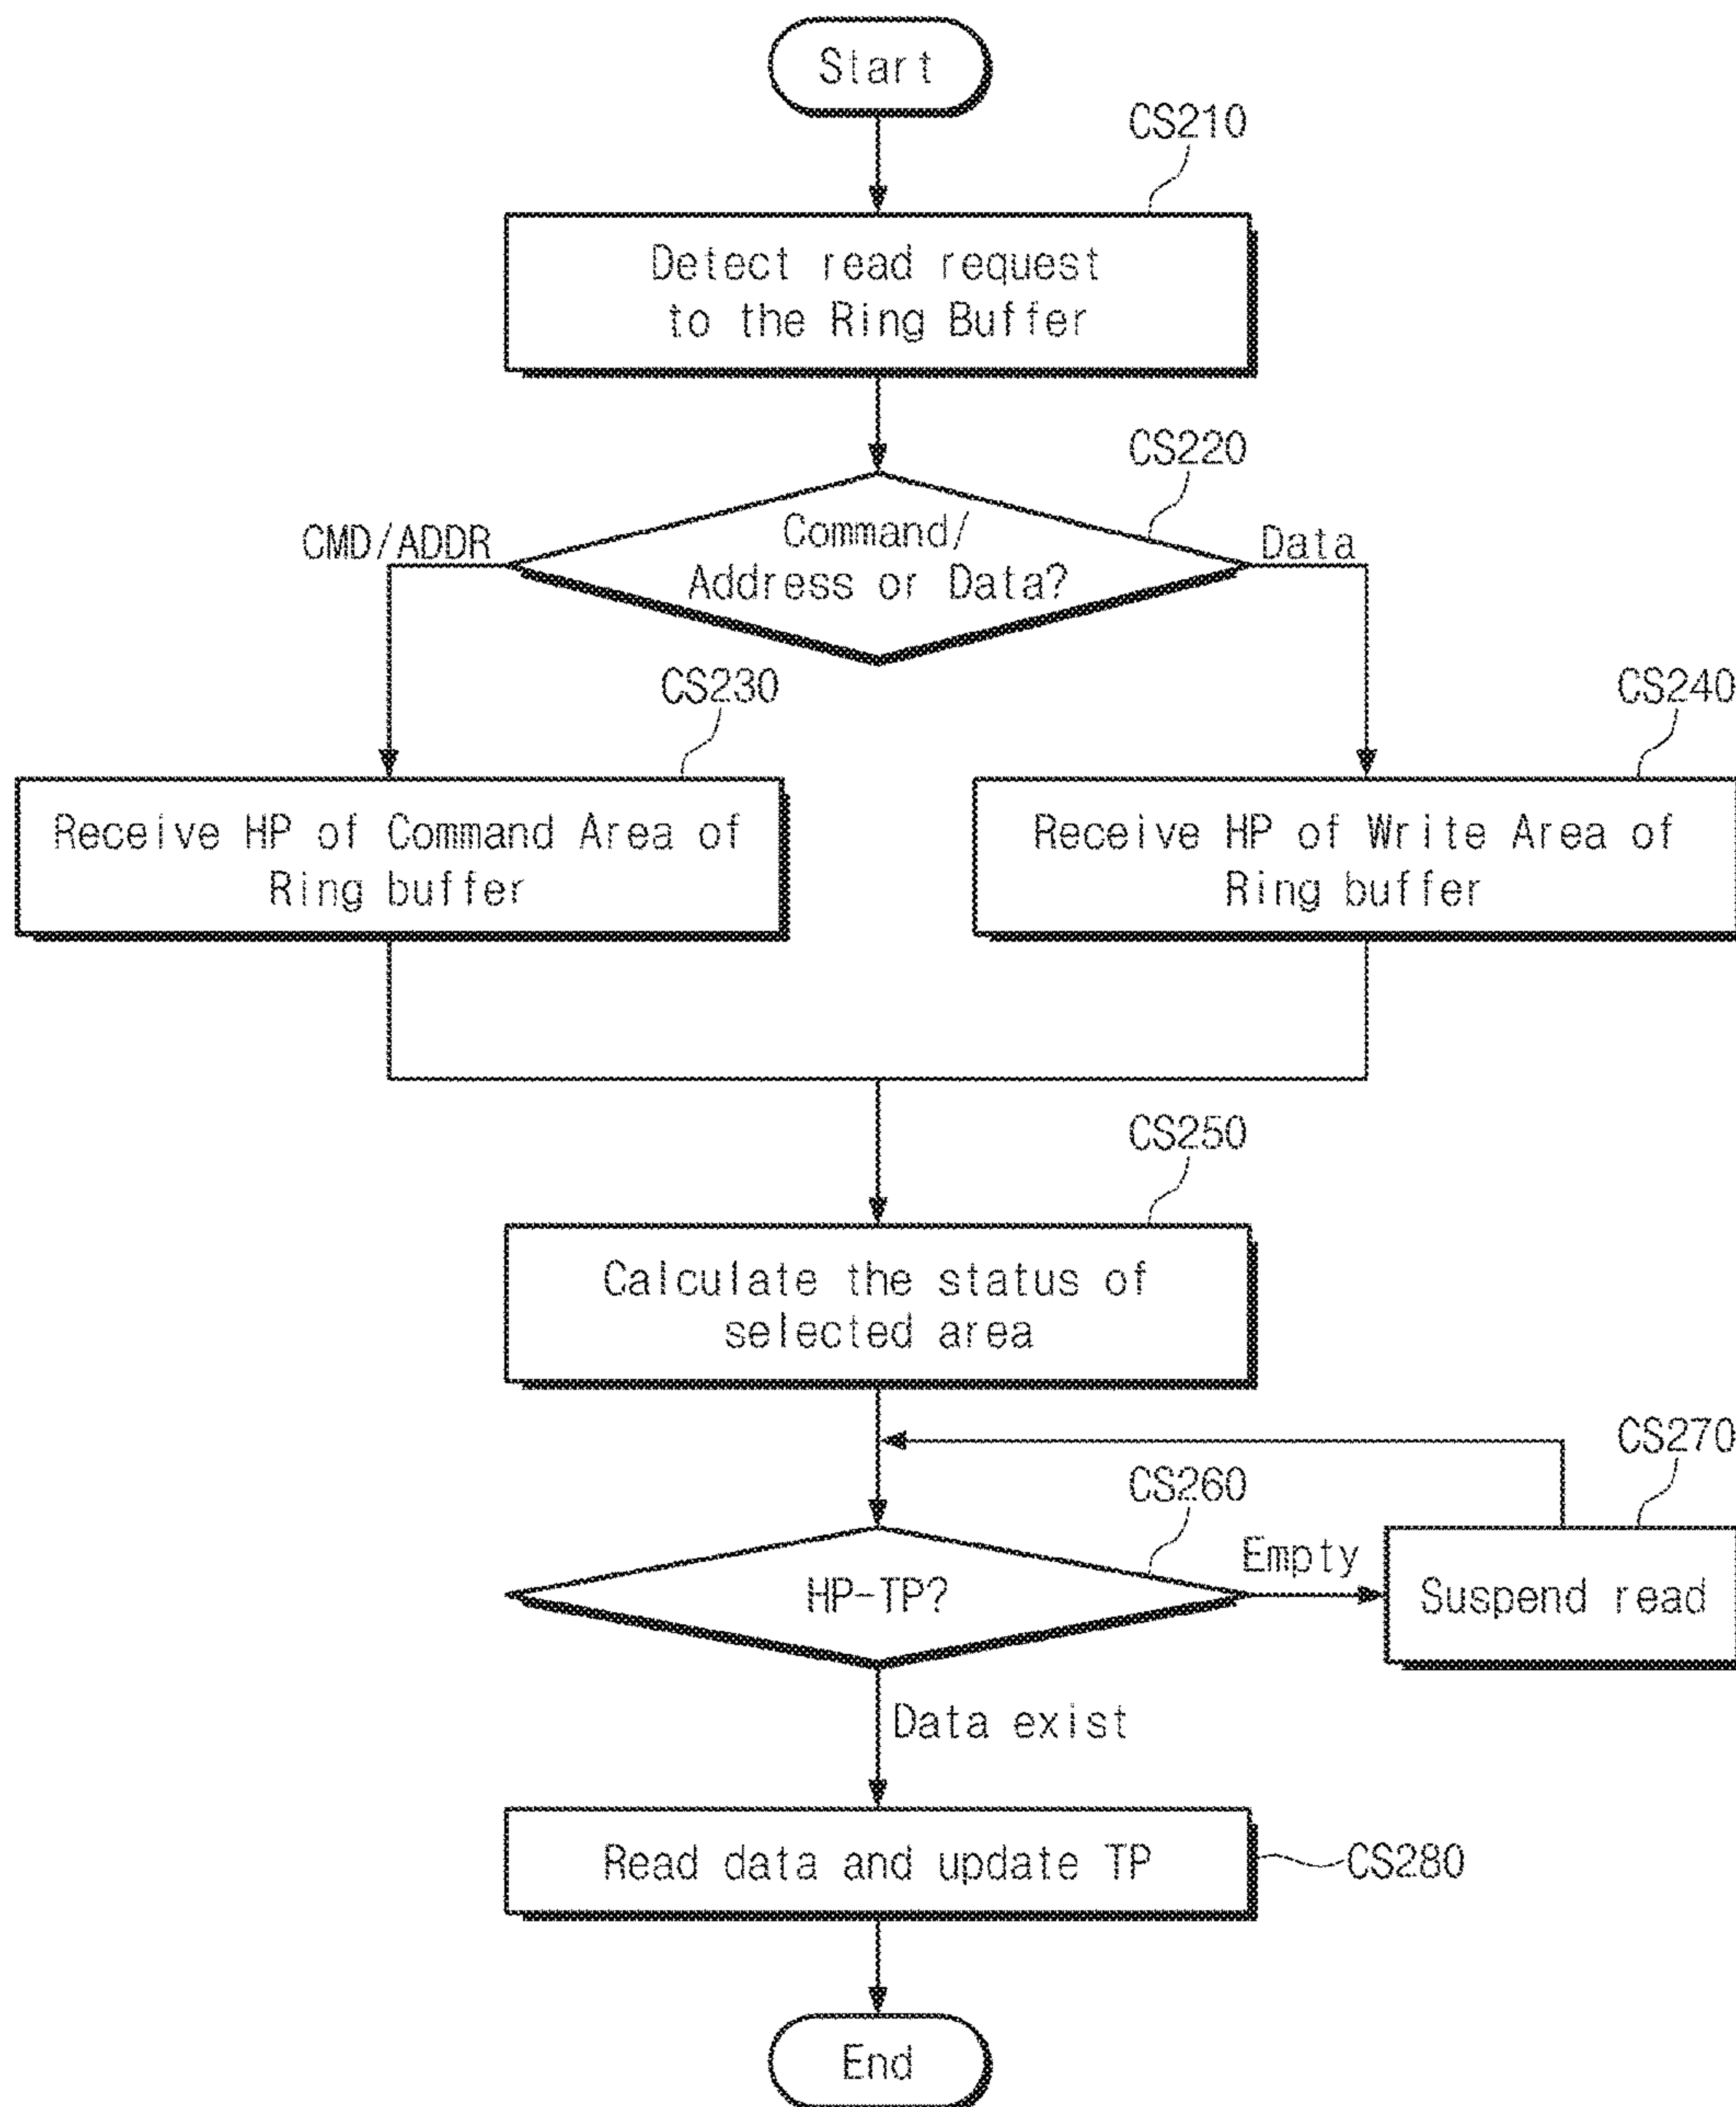 Start
CS210
Detect read request
to the Ring Buffer
CS220
CMD/ADDR
Command/
Address or Data?
Data
CS230
CS240
Receive HP of Command Area of
Ring buffer
Receive HP of Write Area of
Ring buffer
CS250
Calculate the status of
selected area
CS270
CS260
HP-TP?
Empty
Suspend read
Data exist
Read data and update TP
CS280
End